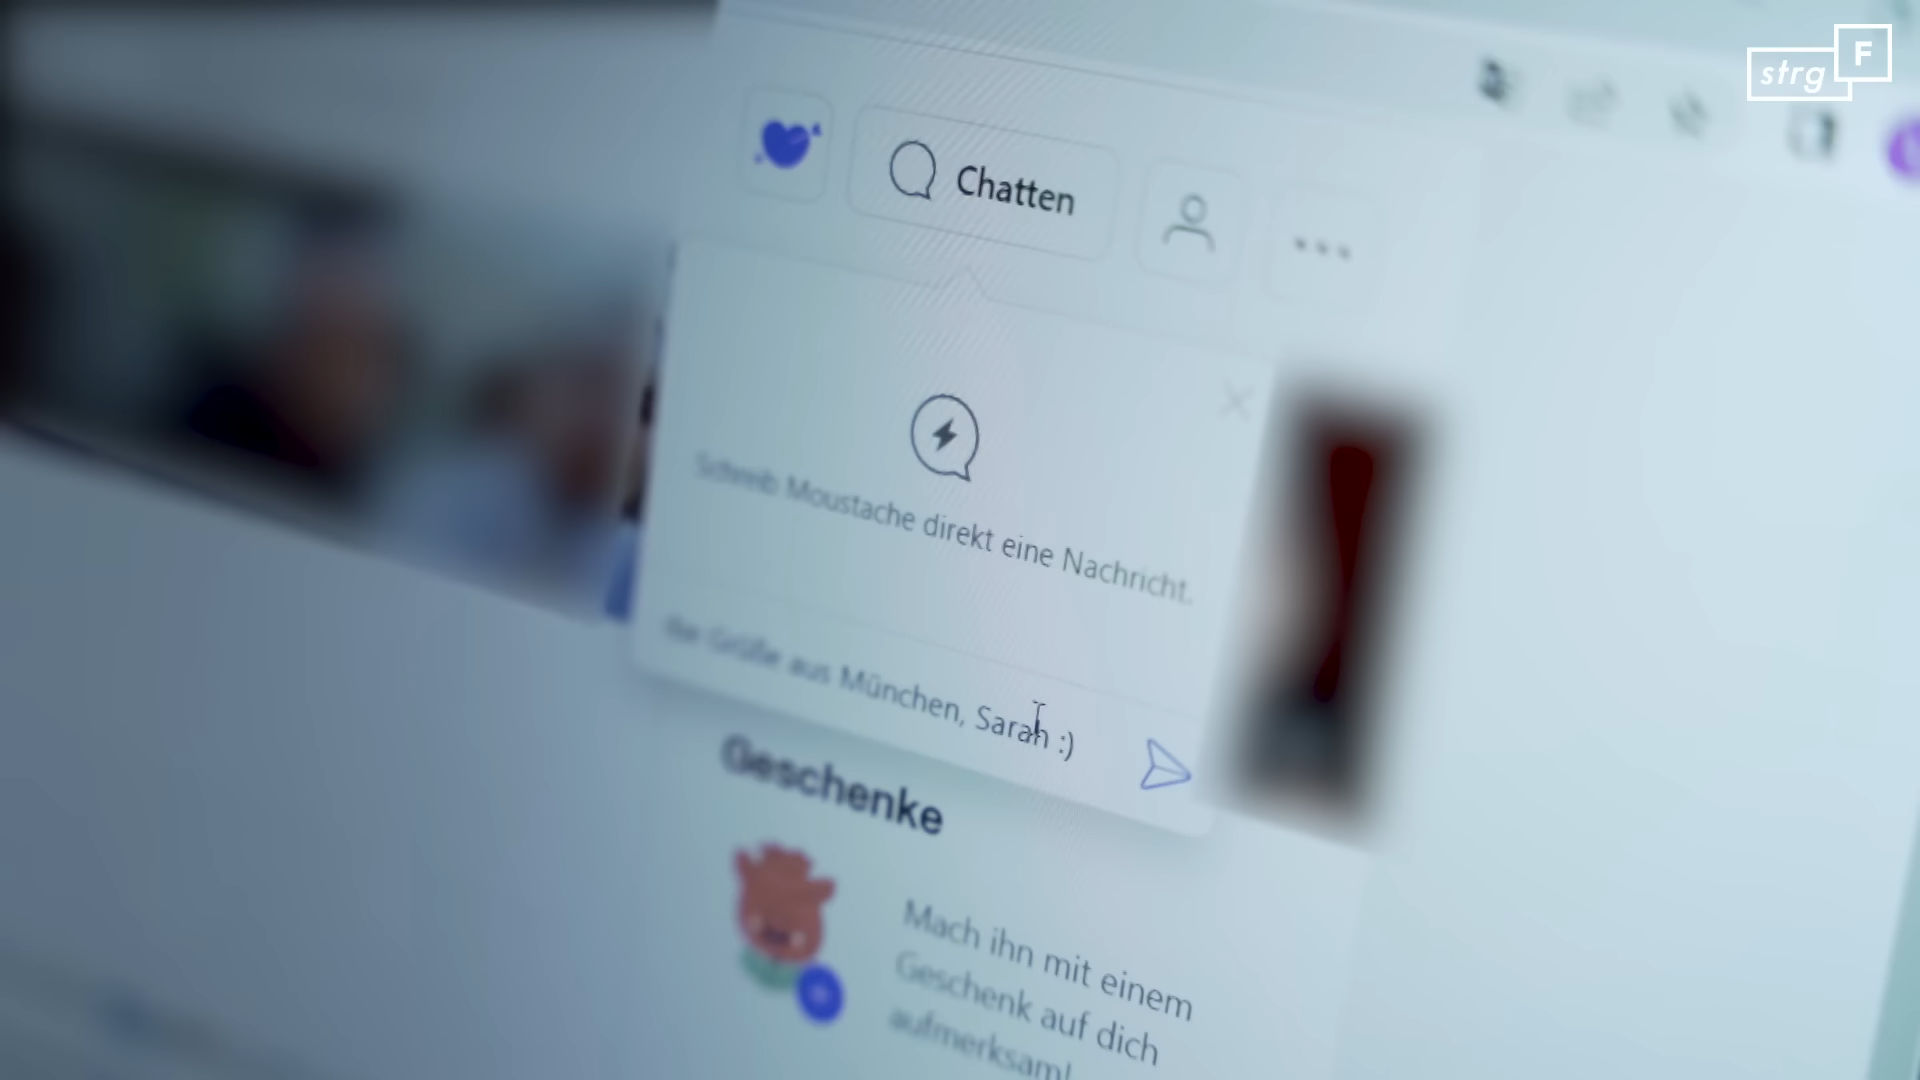 strg F
Chatten
Schreib Moustache direkt eine Nachricht.
Grüße aus München, Sarah :)
Geschenke
Mach ihn mit einem
Geschenk auf dich
aufmerksam!